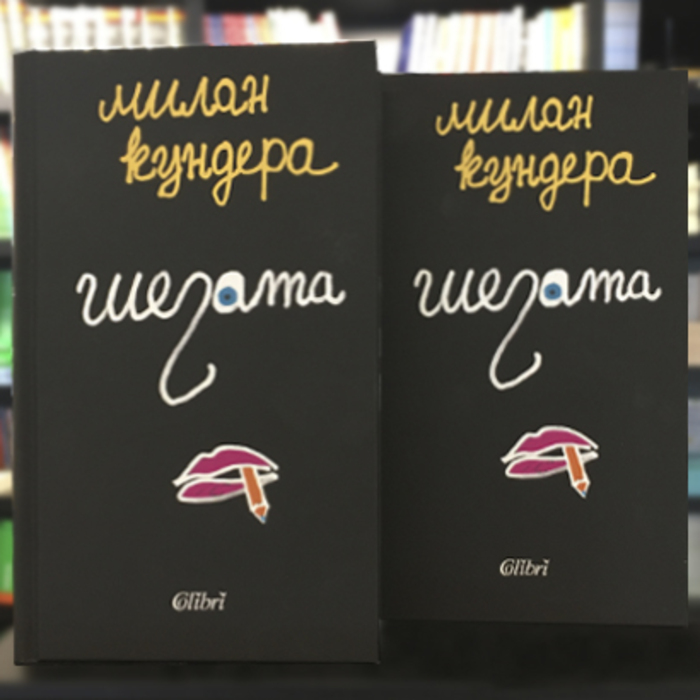 милан
кундера
шегата
Colibri
милан
кундера
шегата
Colibri